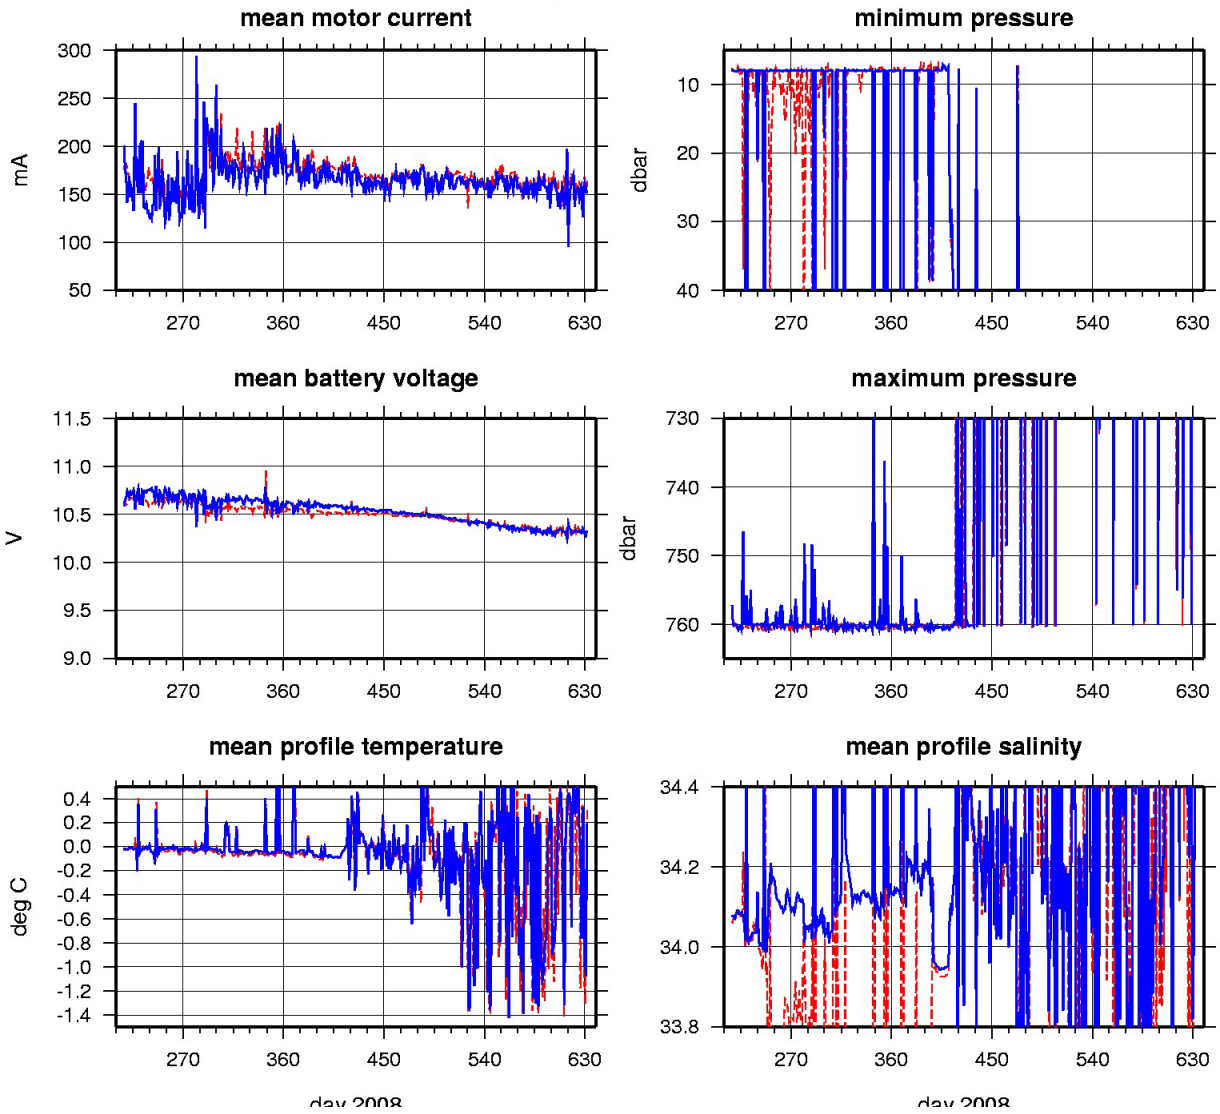 mean motor current
300
250
200
150
100
50
mA
270 360 450 540 630
minimum pressure
10
20
30
40
dbar
270 360 450 540 630
mean battery voltage
11.5
11.0
10.5
10.0
9.5
9.0
V
270 360 450 540 630
maximum pressure
730
740
750
760
dbar
270 360 450 540 630
mean profile temperature
0.4
0.2
0.0
-0.2
-0.4
-0.6
-0.8
-1.0
-1.2
-1.4
deg C
270 360 450 540 630
day 2008
mean profile salinity
34.4
34.2
34.0
33.8
270 360 450 540 630
day 2008